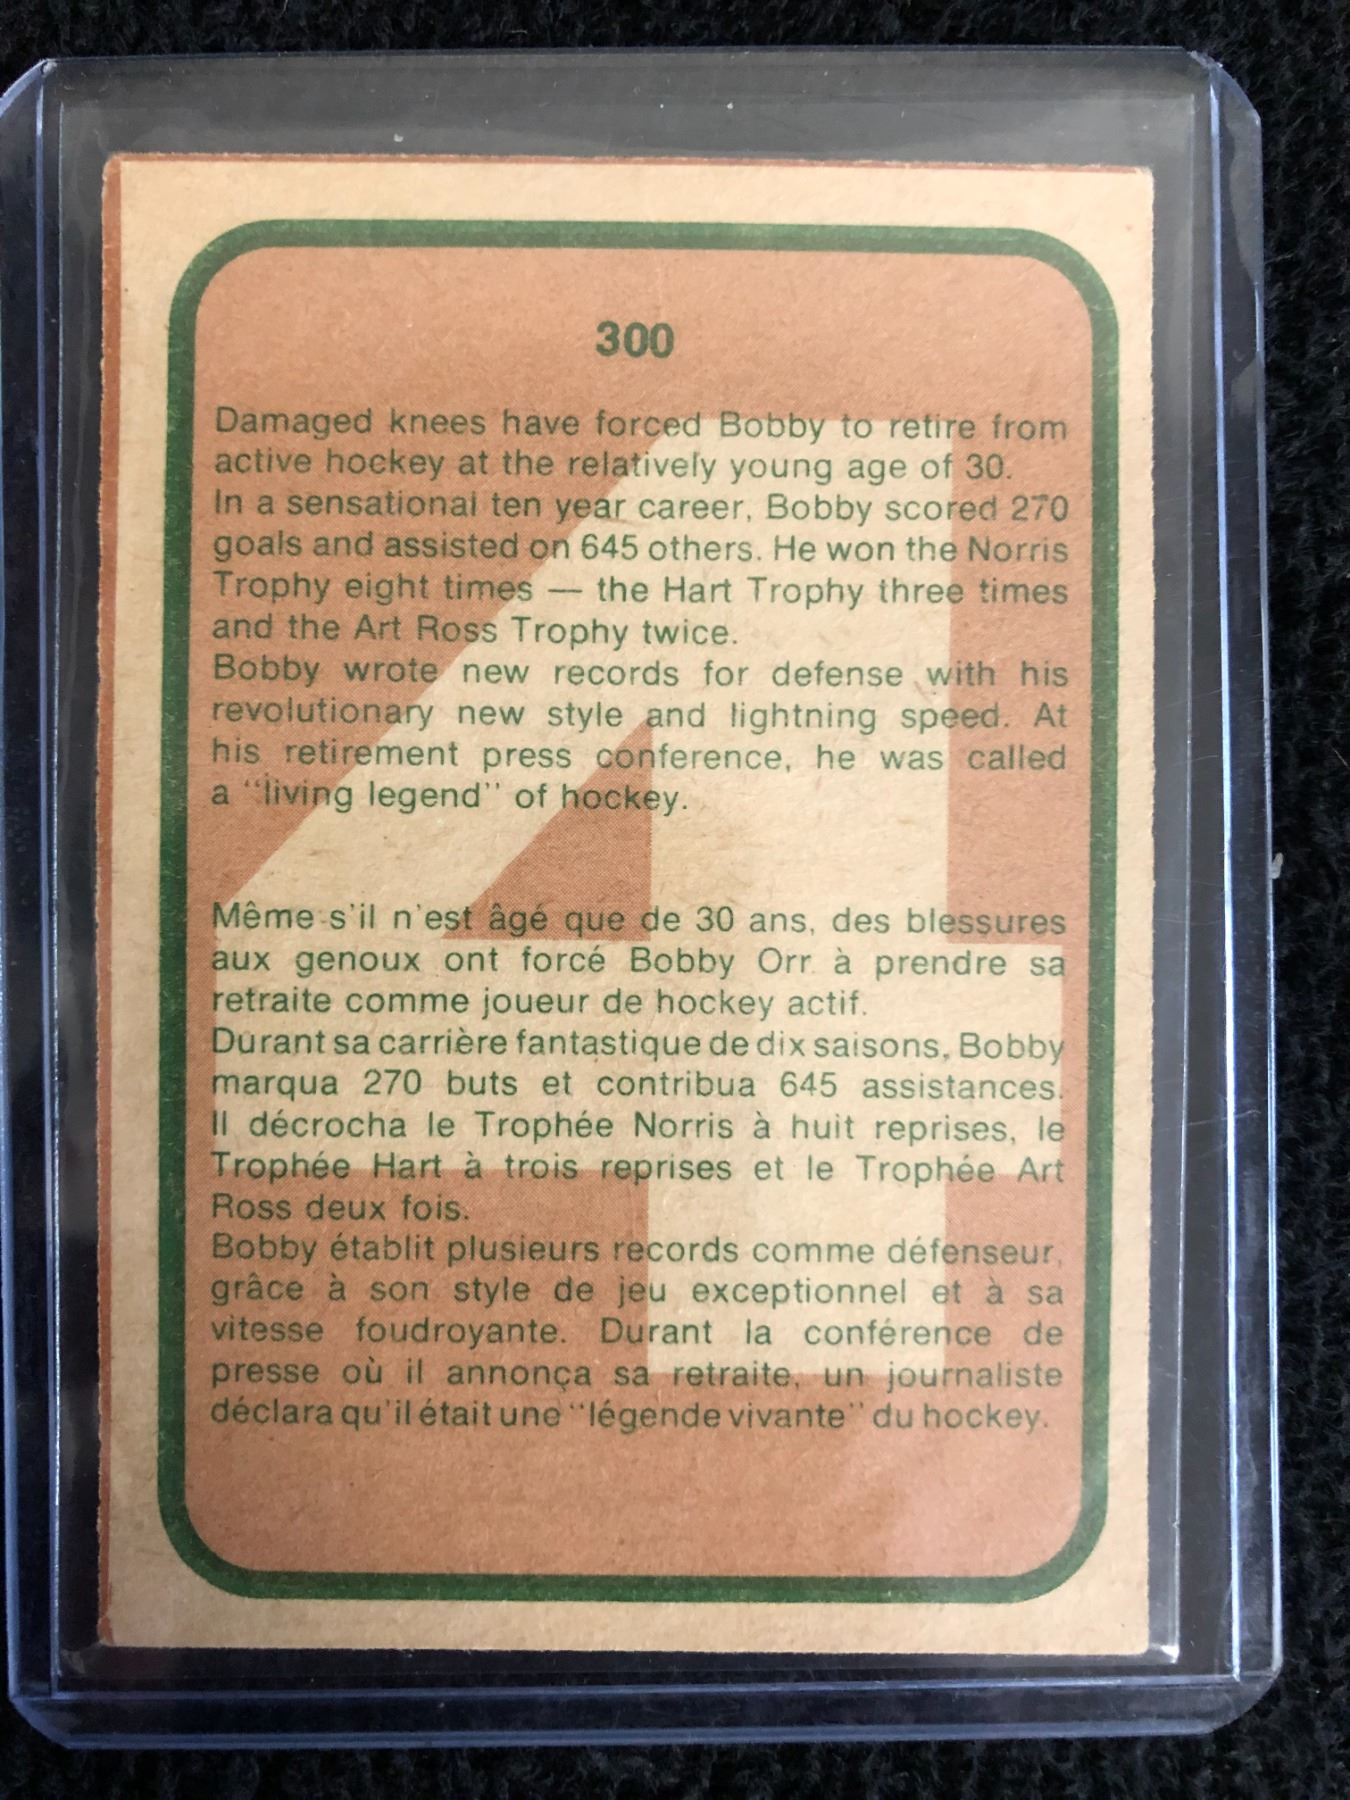 300
Damaged knees have forced Bobby to retire from
active hockey at the relatively young age of 30.
In a sensational ten year career, Bobby scored 270
goals and assisted on 645 others. He won the Norris
Trophy eight times — the Hart Trophy three times
and the Art Ross Trophy twice.
Bobby wrote new records for defense with his
revolutionary new style and lightning speed. At
his retirement press conference, he was called
a "living legend" of hockey.
Même s'il n'est âgé que de 30 ans, des blessures
aux genoux ont forcé Bobby Orr à prendre sa
retraite comme joueur de hockey actif.
Durant sa carrière fantastique de dix saisons, Bobby
marqua 270 buts et contribua 645 assistances.
Il décrocha le Trophée Norris à huit reprises, le
Trophée Hart à trois reprises et le Trophée Art
Ross deux fois.
Bobby établit plusieurs records comme défenseur,
grâce à son style de jeu exceptionnel et à sa
vitesse foudroyante. Durant la conférence de
presse où il annonça sa retraite, un journaliste
déclara qu'il était une "légende vivante" du hockey.
4